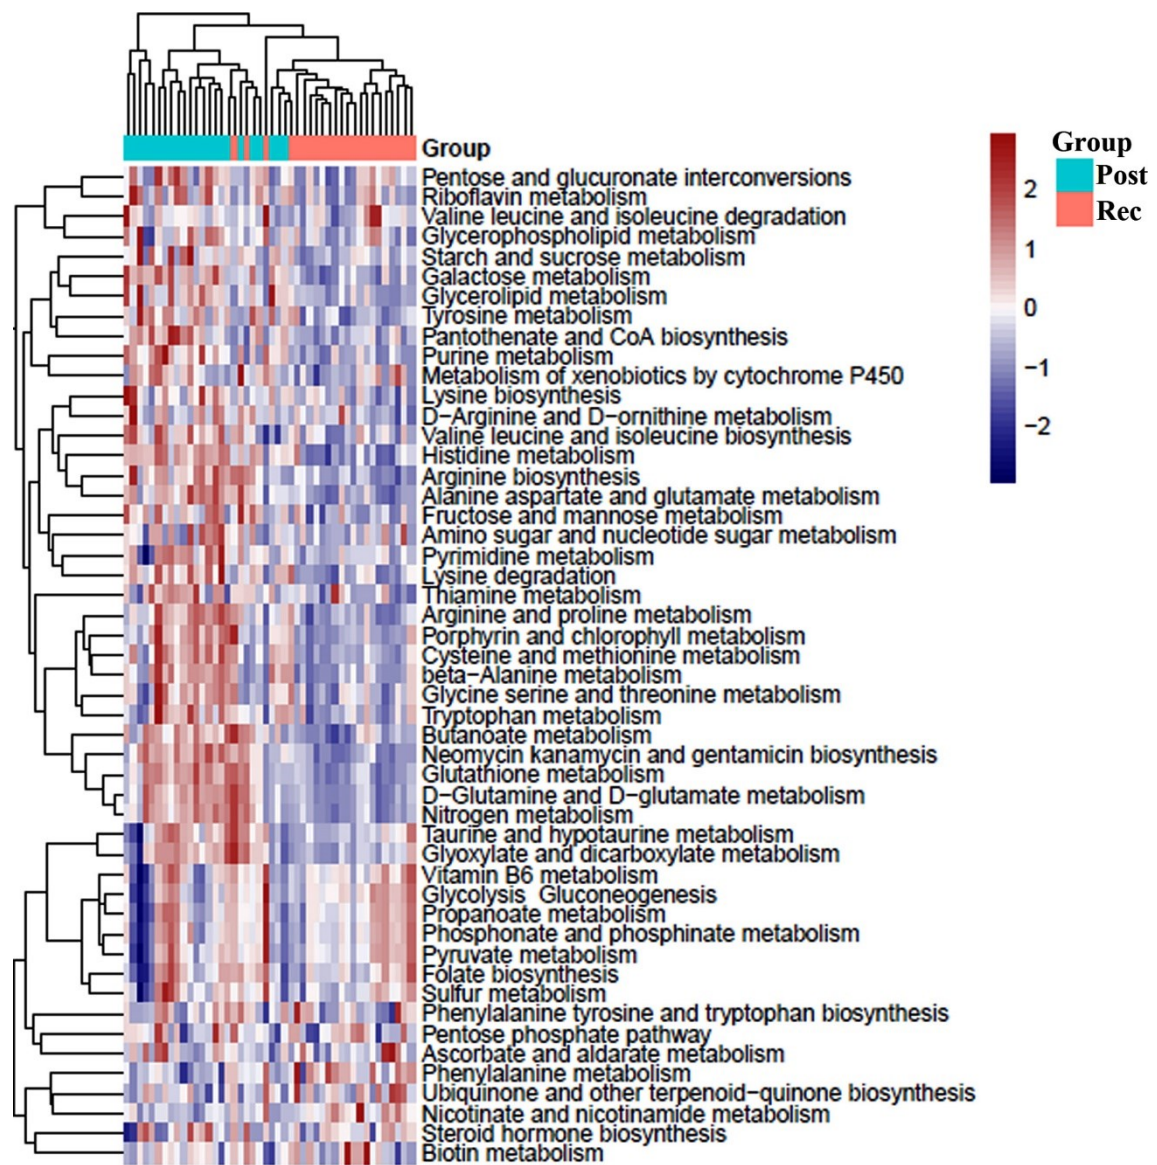 Group
Pentose and glucuronate interconversions
Riboflavin metabolism
Valine leucine and isoleucine degradation
Glycerophospholipid metabolism
Starch and sucrose metabolism
Galactose metabolism
Glycerolipid metabolism
Tyrosine metabolism
Pantothenate and CoA biosynthesis
Purine metabolism
Metabolism of xenobiotics by cytochrome P450
Lysine biosynthesis
D−Arginine and D−ornithine metabolism
Valine leucine and isoleucine biosynthesis
Histidine metabolism
Arginine biosynthesis
Alanine aspartate and glutamate metabolism
Fructose and mannose metabolism
Amino sugar and nucleotide sugar metabolism
Pyrimidine metabolism
Lysine degradation
Thiamine metabolism
Arginine and proline metabolism
Porphyrin and chlorophyll metabolism
Cysteine and methionine metabolism
beta−Alanine metabolism
Glycine serine and threonine metabolism
Tryptophan metabolism
Butanoate metabolism
Neomycin kanamycin and gentamicin biosynthesis
Glutathione metabolism
D−Glutamine and D−glutamate metabolism
Nitrogen metabolism
Taurine and hypotaurine metabolism
Glyoxylate and dicarboxylate metabolism
Vitamin B6 metabolism
Glycolysis  Gluconeogenesis
Propanoate metabolism
Phosphonate and phosphinate metabolism
Pyruvate metabolism
Folate biosynthesis
Sulfur metabolism
Phenylalanine tyrosine and tryptophan biosynthesis
Pentose phosphate pathway
Ascorbate and aldarate metabolism
Phenylalanine metabolism
Ubiquinone and other terpenoid−quinone biosynthesis
Nicotinate and nicotinamide metabolism
Steroid hormone biosynthesis
Biotin metabolism
2
1
0
−1
−2
Group
Post
Rec